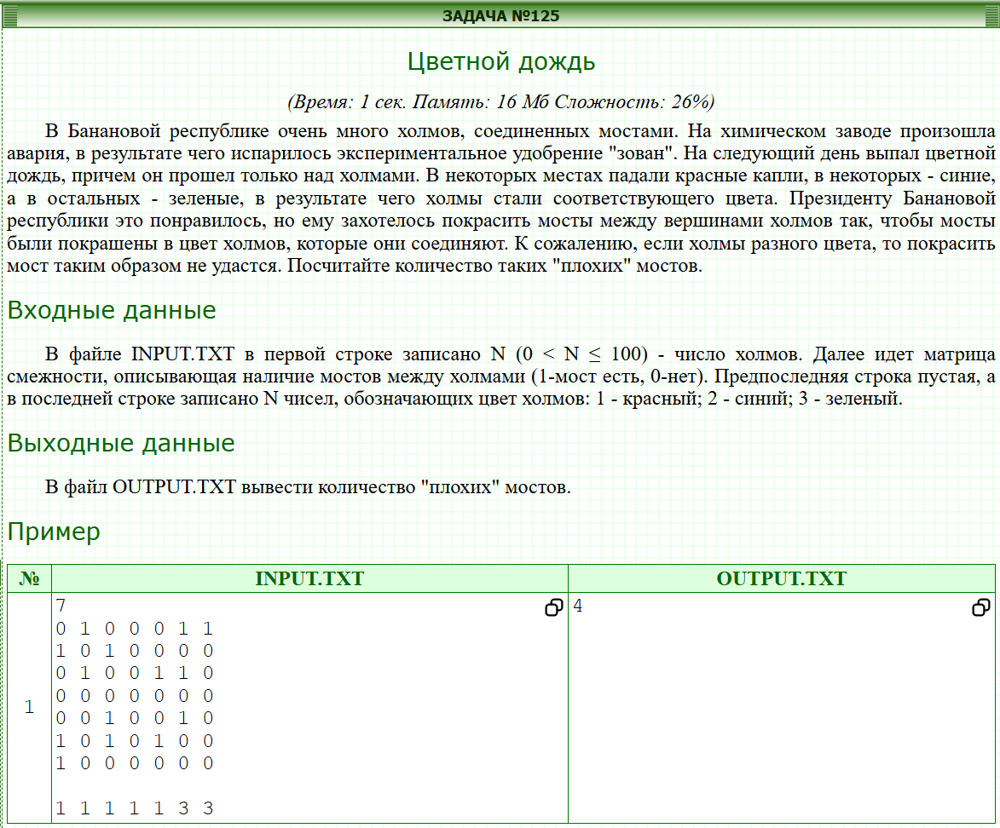 ЗАДАЧА №125
Цветной дождь
(Время: 1 сек. Память: 16 Мб Сложность: 26%)
В Банановой республике очень много холмов, соединенных мостами. На химическом заводе произошла
авария, в результате чего испарилось экспериментальное удобрение "зован". На следующий день выпал цветной
дождь, причем он прошел только над холмами. В некоторых местах падали красные капли, в некоторых - синие,
а в остальных - зеленые, в результате чего холмы стали соответствующего цвета. Президенту Банановой
республики это понравилось, но ему захотелось покрасить мосты между вершинами холмов так, чтобы мосты
были покрашены в цвет холмов, которые они соединяют. К сожалению, если холмы разного цвета, то покрасить
мост таким образом не удастся. Посчитайте количество таких "плохих" мостов.
Входные данные
В файле INPUT.TXT в первой строке записано N (0 < N ≤ 100) - число холмов. Далее идет матрица
смежности, описывающая наличие мостов между холмами (1-мост есть, 0-нет). Предпоследняя строка пустая, а
в последней строке записано N чисел, обозначающих цвет холмов: 1 - красный; 2 - синий; 3 - зеленый.
Выходные данные
В файл OUTPUT.TXT вывести количество "плохих" мостов.
Пример
№ INPUT.TXT OUTPUT.TXT
7 4
0 1 0 0 0 1 1
1 0 1 0 0 0 0
0 1 0 0 1 1 0
0 0 0 0 0 0 0
1
0 0 1 0 0 1 0
1 0 1 0 1 0 0
1 0 0 0 0 0 0
1 1 1 1 1 3 3